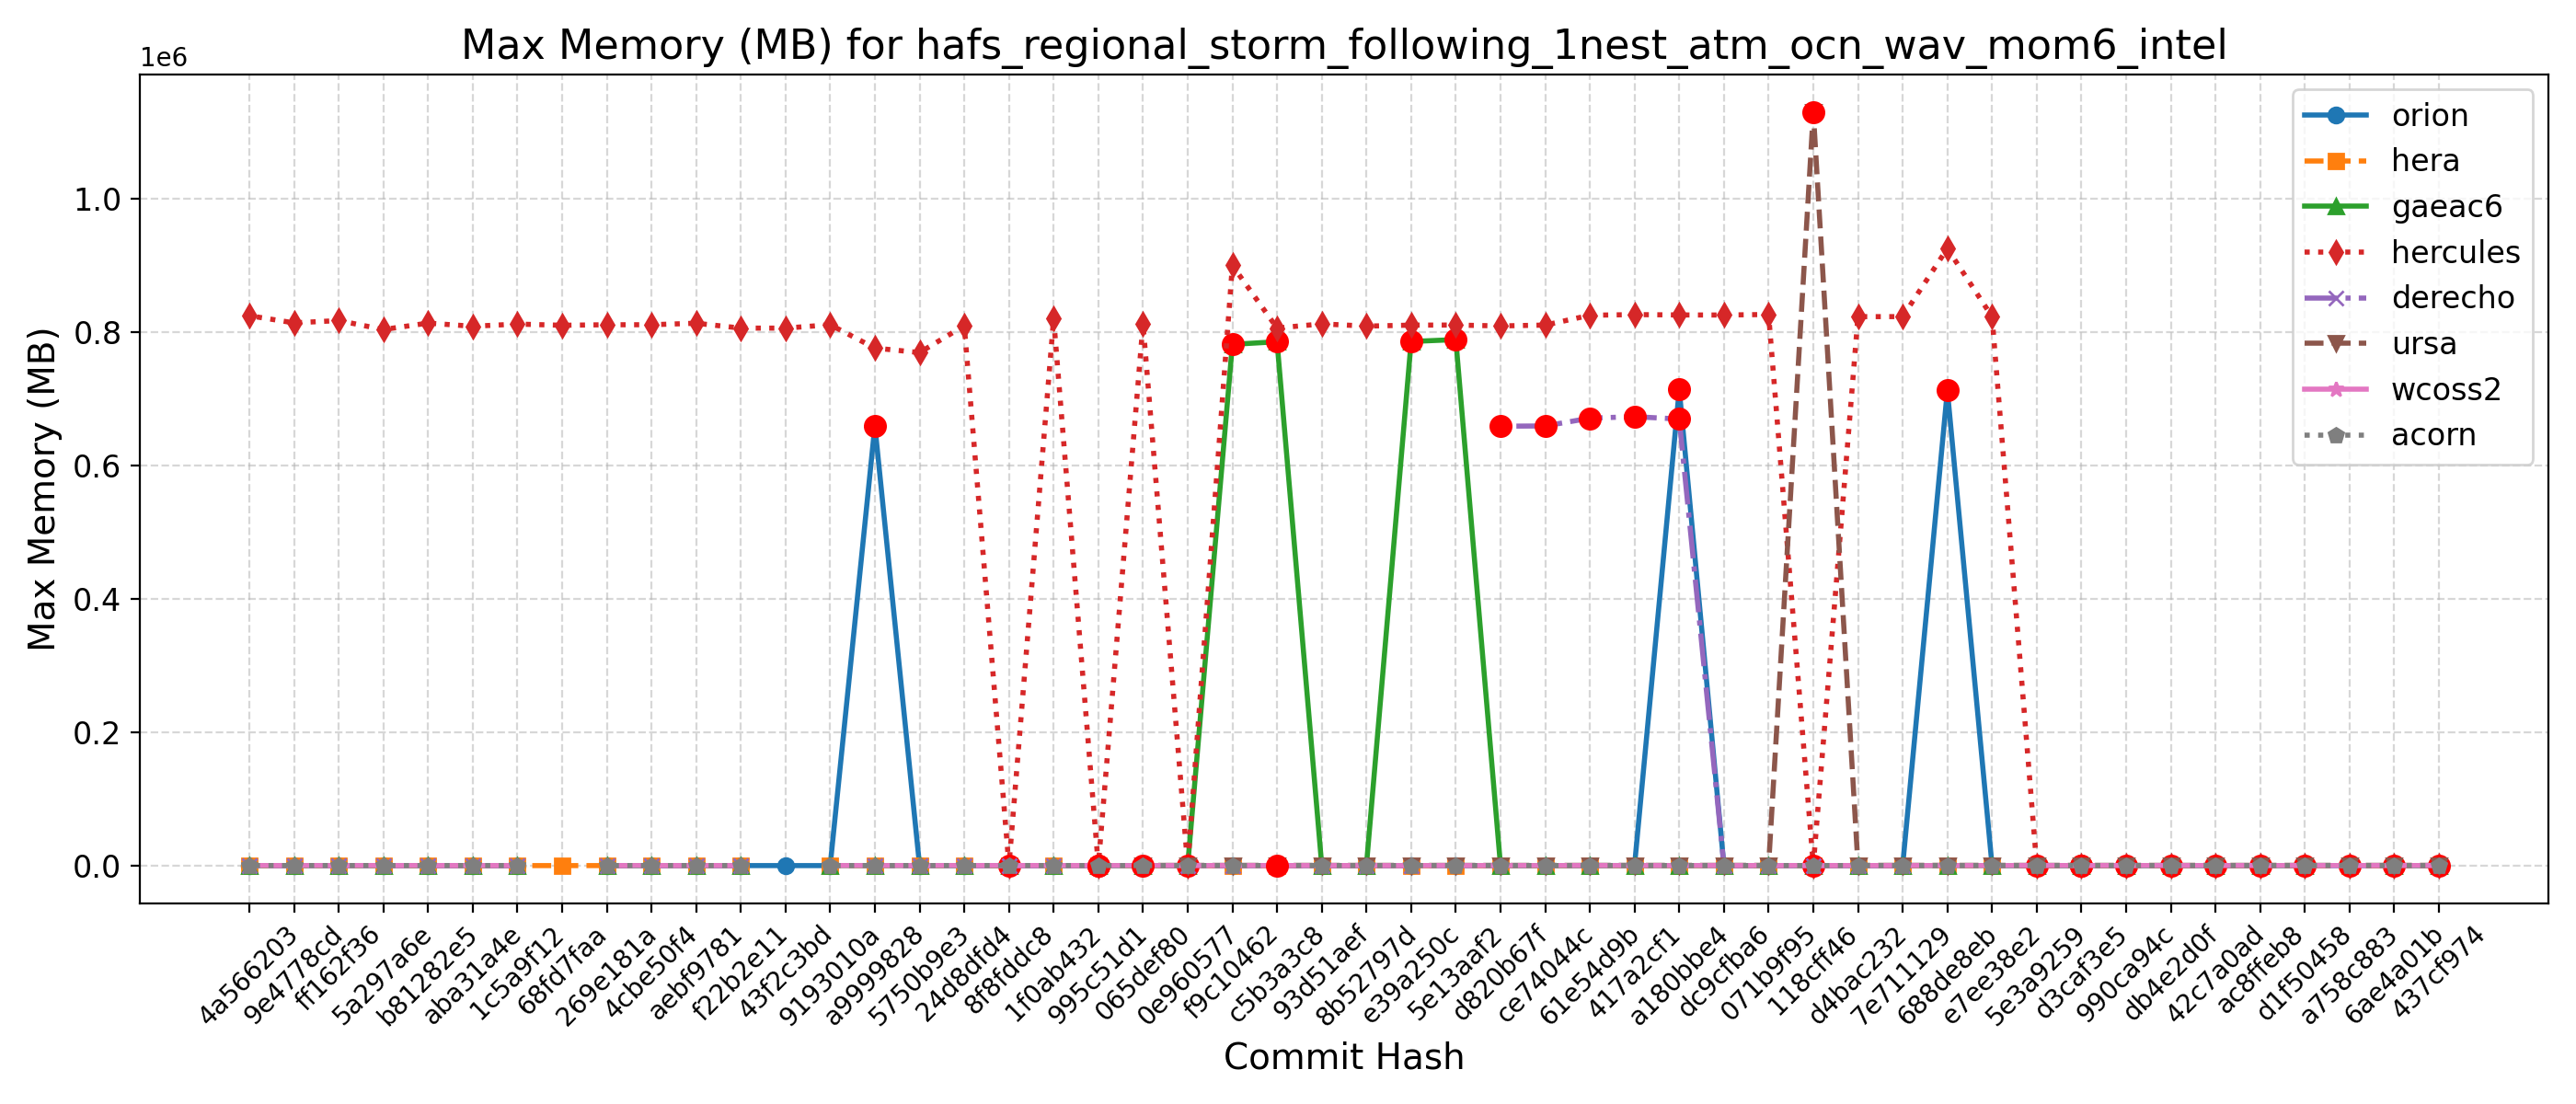 Max Memory (MB) for hafs_regional_storm_following_1nest_atm_ocn_wav_mom6_intel
1e6
1.0
0.8
0.6
0.4
0.2
0.0
Max Memory (MB)
orion
hera
gaeac6
hercules
derecho
ursa
wcoss2
acorn
4a566203
9e4778cd
ff162f36
5a297a6e
b81282e5
aba31a4e
1c5a9f12
68fd7faa
269e181a
4cbe50f4
aebf9781
f22b2e11
43f2c3bd
9193010a
a9999828
5750b9e3
24d8dfd4
8f8fddc8
1f0ab432
995c51d1
065def80
0e960577
f9c10462
c5b3a3c8
93d51aef
8b52797d
e39a250c
5e13aaf2
d820b67f
ce74044c
61e54d9b
417a2cf1
a180bbe4
dc9cfba6
071b9f95
118cff46
d4bac232
7e711129
688de8eb
e7ee38e2
5e3a9259
d3caf3e5
990ca94c
db4e2d0f
42c7a0ad
ac8ffeb8
d1f50458
a758c883
6ae4a01b
437cf974
Commit Hash